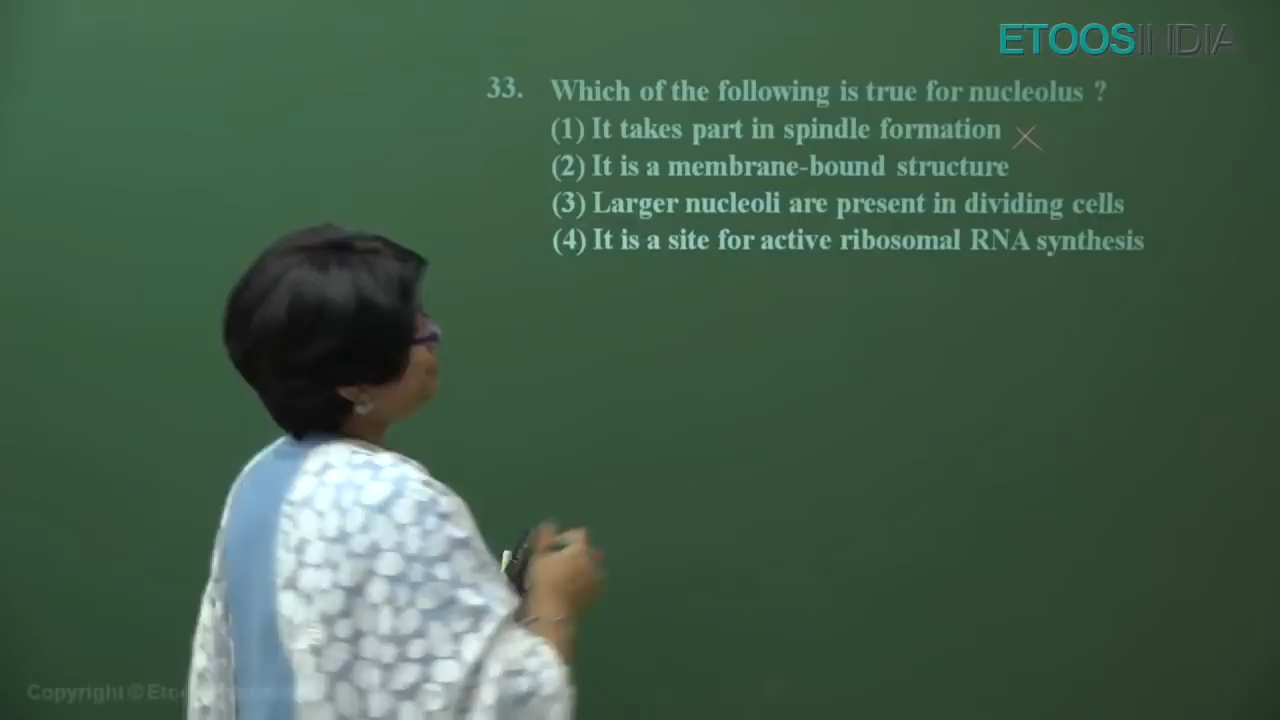 ETOOSINDIA
33. Which of the following is true for nucleolus ?
(1) It takes part in spindle formation
(2) It is a membrane-bound structure
(3) Larger nucleoli are present in dividing cells
(4) It is a site for active ribosomal RNA synthesis
Copyright ©